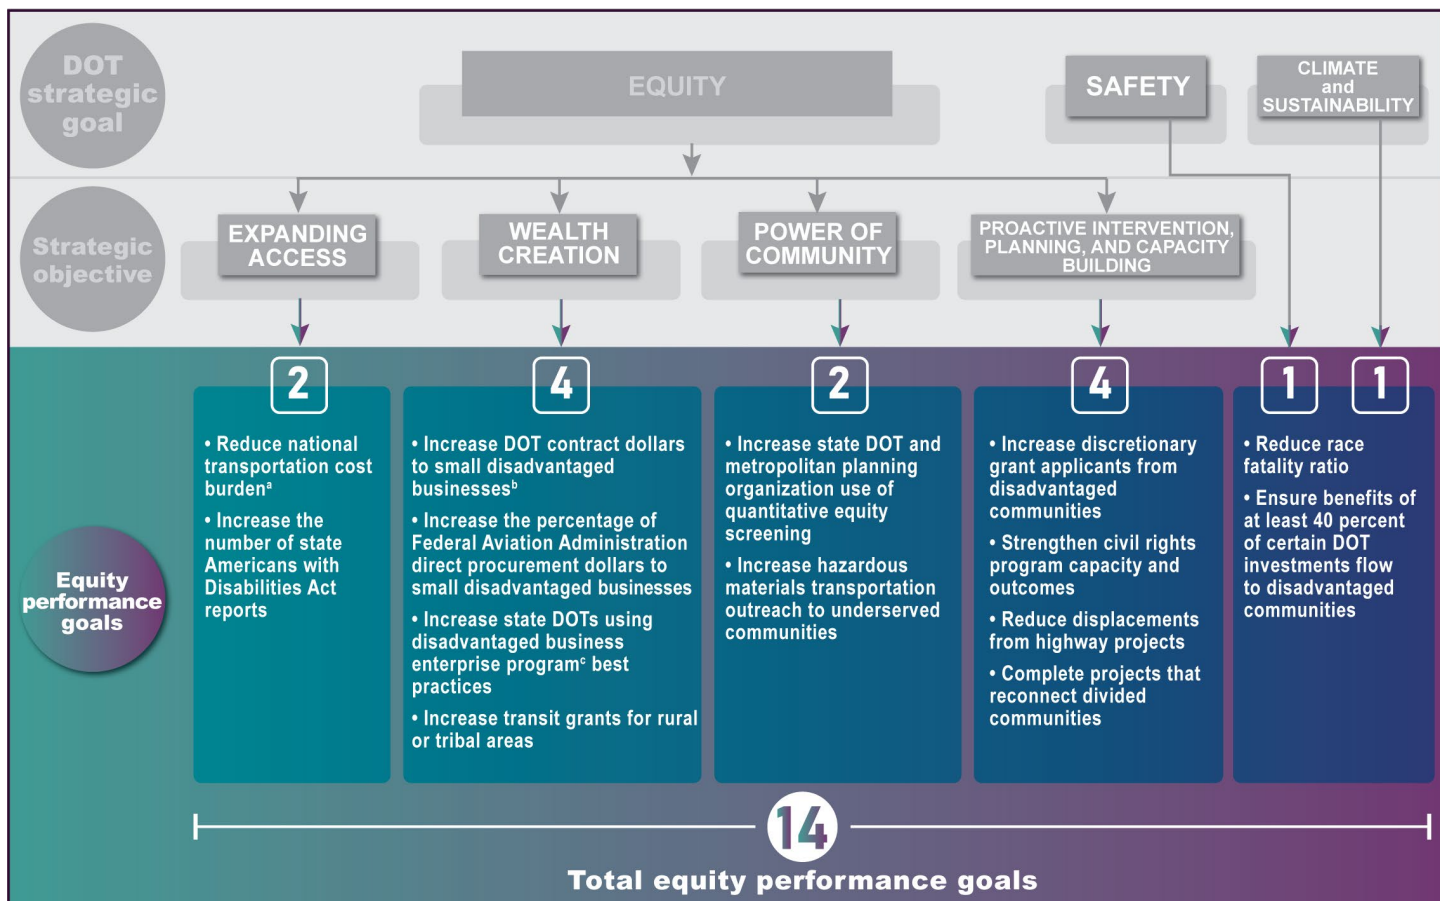 DOT
strategic
goal
EQUITY
SAFETY
CLIMATE
and
SUSTAINABILITY
Strategic
objective
EXPANDING
ACCESS
WEALTH
CREATION
POWER OF
COMMUNITY
PROACTIVE INTERVENTION,
PLANNING, AND CAPACITY
BUILDING
Equity
performance
goals
2
• Reduce national
transportation cost
burdenᵃ
• Increase the
number of state
Americans with
Disabilities Act
reports
4
• Increase DOT contract dollars
to small disadvantaged
businessesᵇ
• Increase the percentage of
Federal Aviation Administration
direct procurement dollars to
small disadvantaged businesses
• Increase state DOTs using
disadvantaged business
enterprise programᶜ best
practices
• Increase transit grants for rural
or tribal areas
2
• Increase state DOT and
metropolitan planning
organization use of
quantitative equity
screening
• Increase hazardous
materials transportation
outreach to underserved
communities
4
• Increase discretionary
grant applicants from
disadvantaged
communities
• Strengthen civil rights
program capacity and
outcomes
• Reduce displacements
from highway projects
• Complete projects that
reconnect divided
communities
1 1
• Reduce race
fatality ratio
• Ensure benefits of
at least 40 percent
of certain DOT
investments flow
to disadvantaged
communities
14
Total equity performance goals